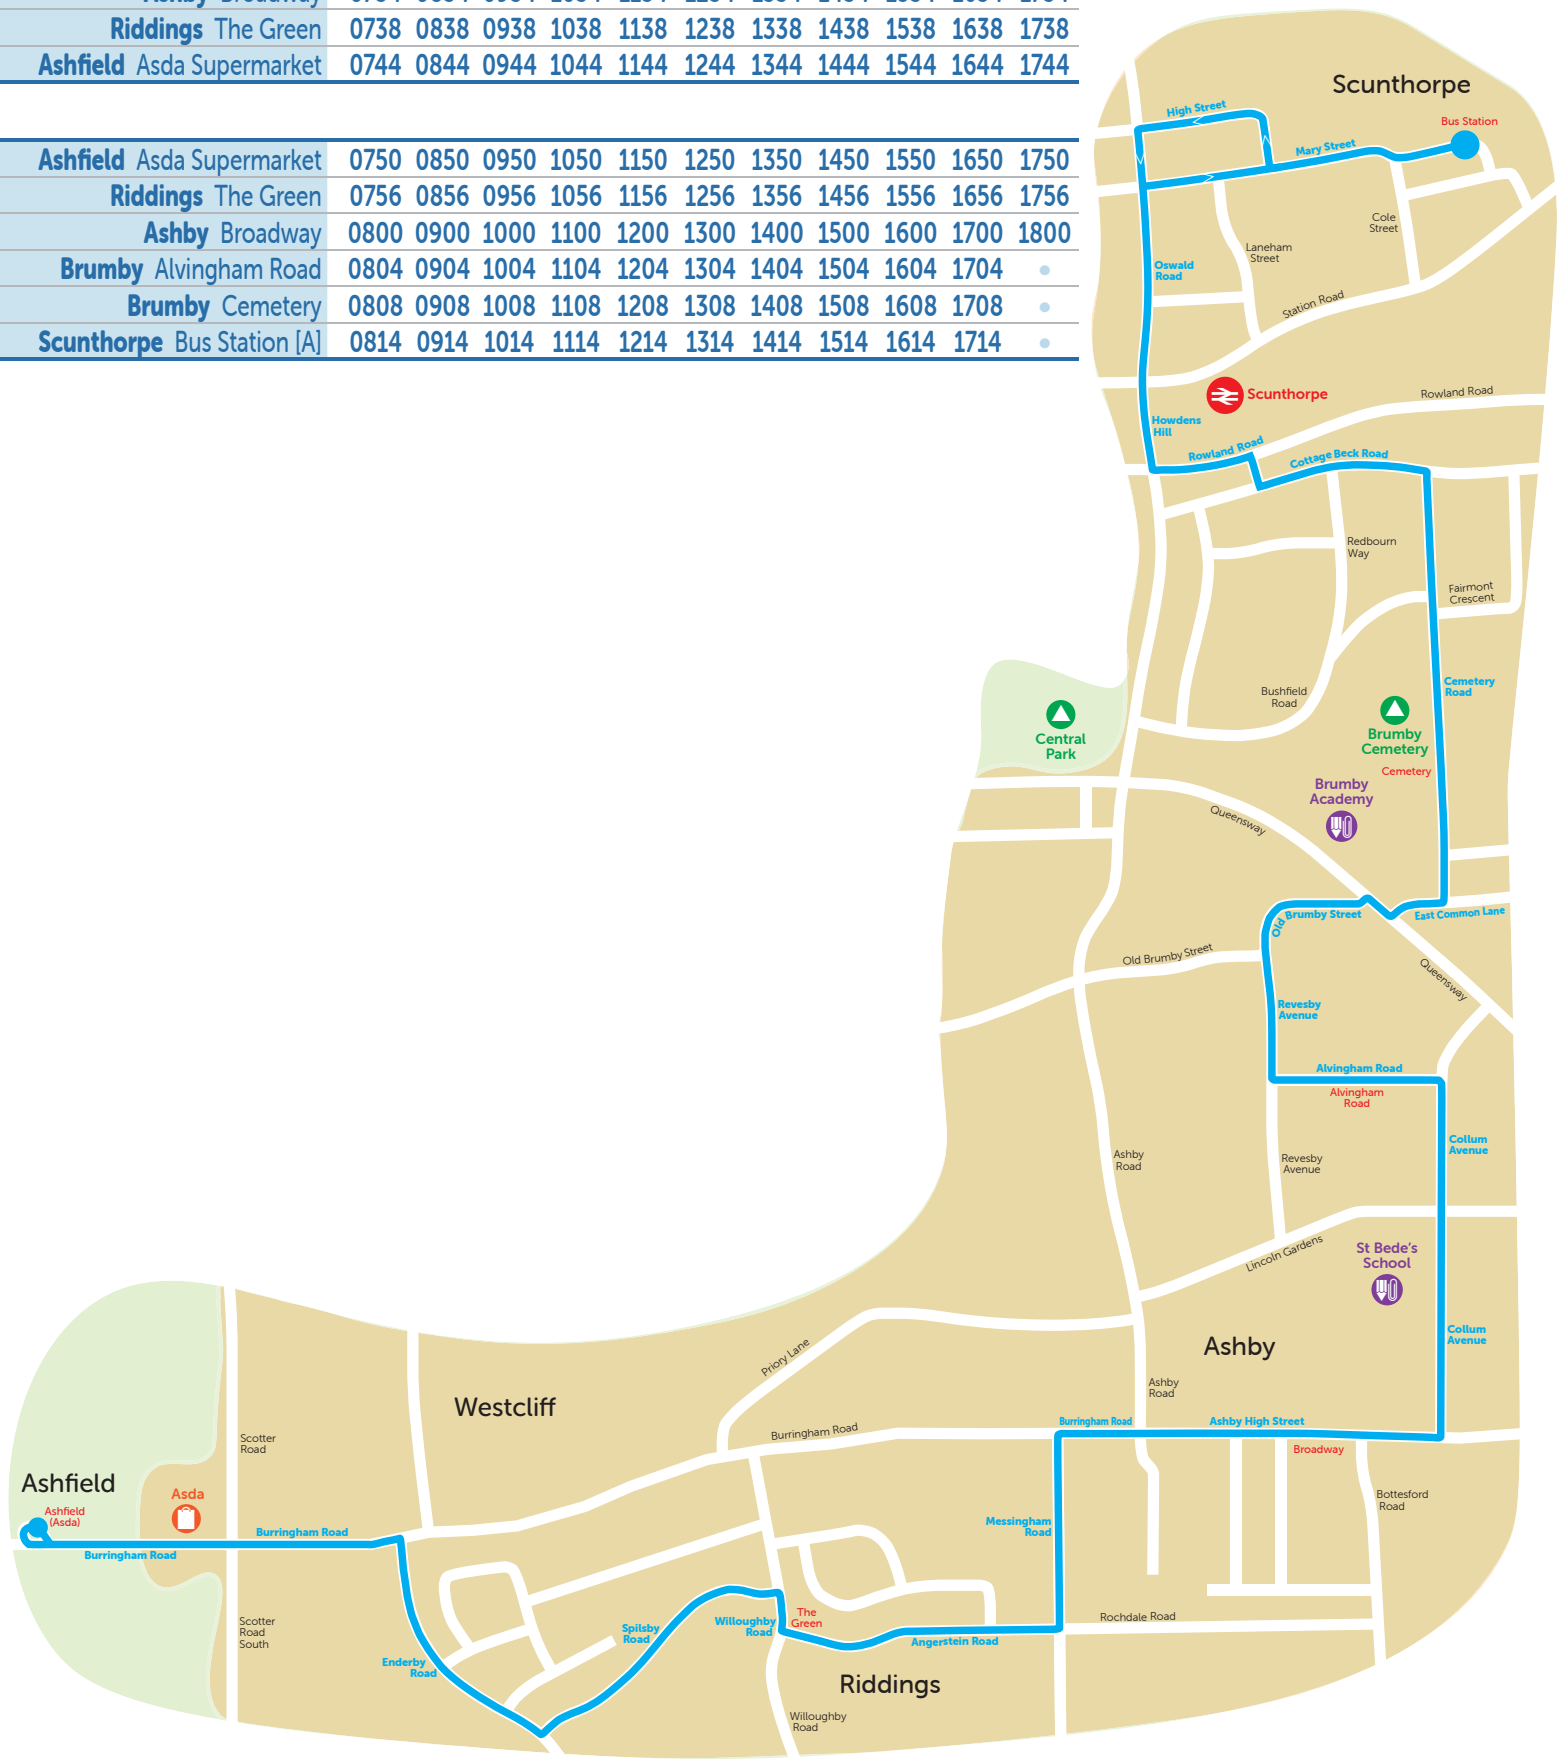 Riddings The Green 0738 0838 0938 1038 1138 1238 1338 1438 1538 1638 1738
Ashfield Asda Supermarket 0744 0844 0944 1044 1144 1244 1344 1444 1544 1644 1744
Ashfield Asda Supermarket 0750 0850 0950 1050 1150 1250 1350 1450 1550 1650 1750
Riddings The Green 0756 0856 0956 1056 1156 1256 1356 1456 1556 1656 1756
Ashby Broadway 0800 0900 1000 1100 1200 1300 1400 1500 1600 1700 1800
Brumby Alvingham Road 0804 0904 1004 1104 1204 1304 1404 1504 1604 1704 •
Brumby Cemetery 0808 0908 1008 1108 1208 1308 1408 1508 1608 1708 •
Scunthorpe Bus Station [A] 0814 0914 1014 1114 1214 1314 1414 1514 1614 1714 •
Scunthorpe
High Street
Bus Station
Mary Street
Cole
Street
Laneham
Street
Oswald
Road
Station Road
Scunthorpe
Rowland Road
Howdens
Hill
Rowland Road
Cottage Beck Road
Redbourn
Way
Fairmont
Crescent
Cemetery
Road
Bushfield
Road
Central
Park
Brumby
Cemetery
Cemetery
Brumby
Academy
Queensway
Old Brumby Street
East Common Lane
Old Brumby Street
Queensway
Revesby
Avenue
Alvingham Road
Alvingham
Road
Collum
Avenue
Ashby
Road
Revesby
Avenue
Lincoln Gardens
St Bede's
School
Collum
Avenue
Ashby
Priory Lane
Ashby
Road
Westcliff
Burringham Road
Burringham Road
Ashby High Street
Broadway
Scotter
Road
Ashfield
Asda
Ashfield
(Asda)
Burringham Road
Burringham Road
Bottesford
Road
Messingham
Road
Scotter
Road
South
Enderby
Road
Spilsby
Road
Willoughby
Road
The
Green
Angerstein Road
Rochdale Road
Riddings
Willoughby
Road